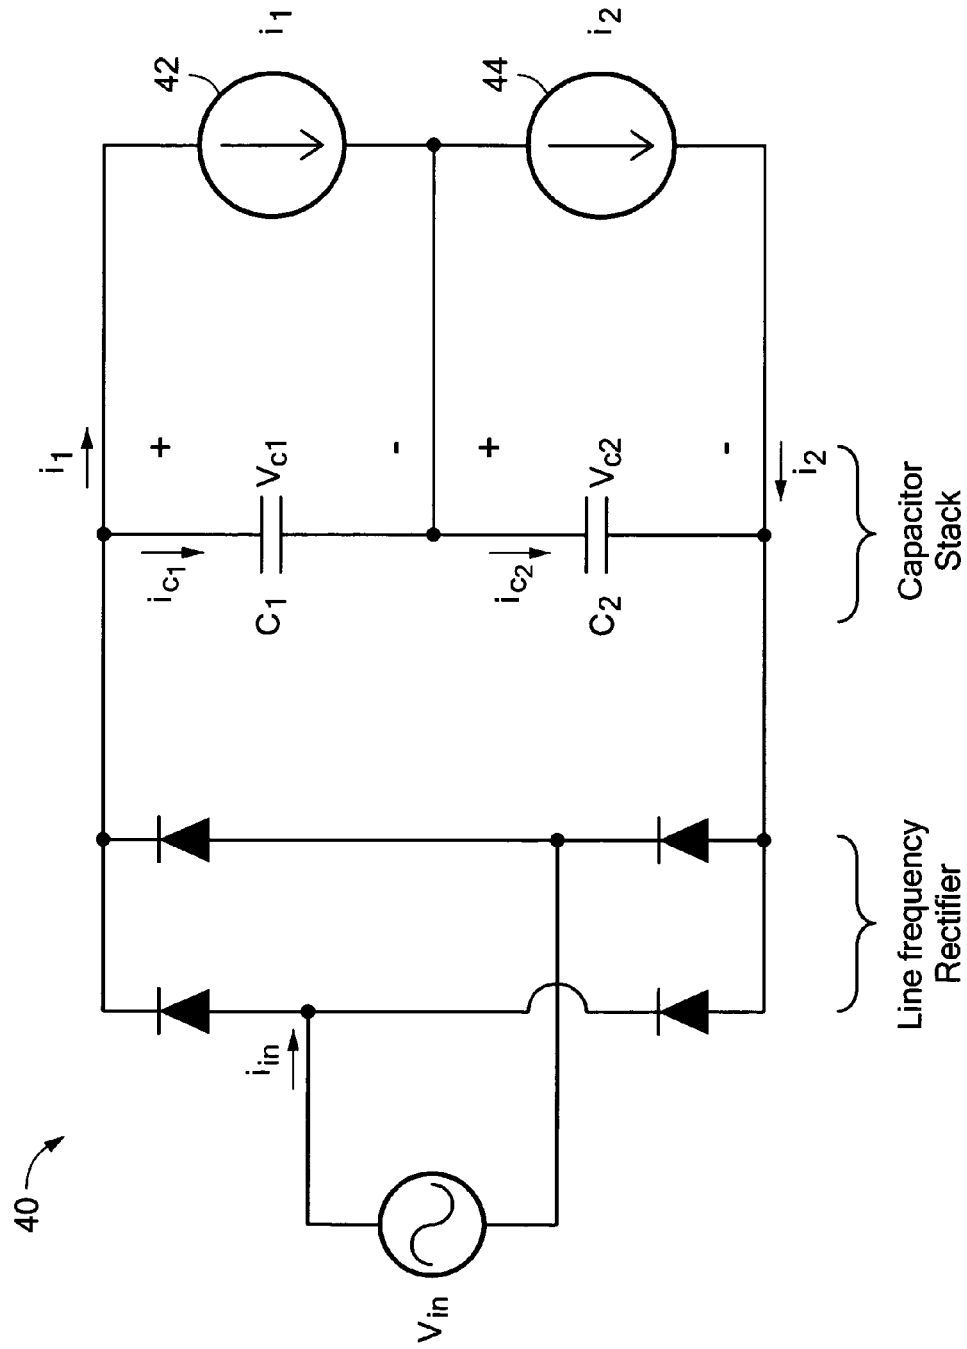 40
V_in
i_in
i_1
i_c1
+
C_1
V_c1
-
i_c2
+
C_2
V_c2
-
i_2
42
i_1
44
i_2
Line frequency
Rectifier
Capacitor
Stack